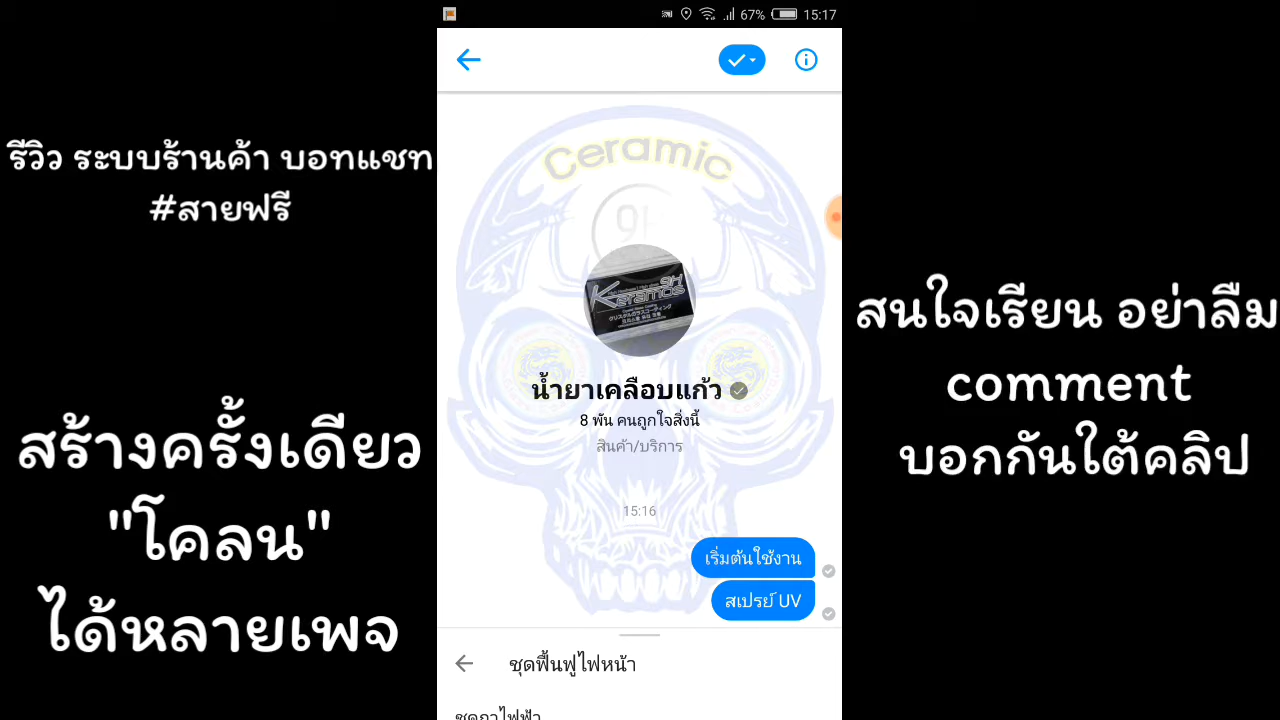 67% 15:17
รีวิว ระบบร้านค้า บอทแชท
#สายฟรี
สร้างครั้งเดียว
"โคลน"
ได้หลายเพจ
Ceramic
9H
Keramos
9H
น้ำยาเคลือบแก้ว
8 พัน คนถูกใจสิ่งนี้
สินค้า/บริการ
15:16
เริ่มต้นใช้งาน
สเปรย์ UV
ชุดฟื้นฟูไฟหน้า
สนใจเรียน อย่าลืม
comment
บอกกันใต้คลิป